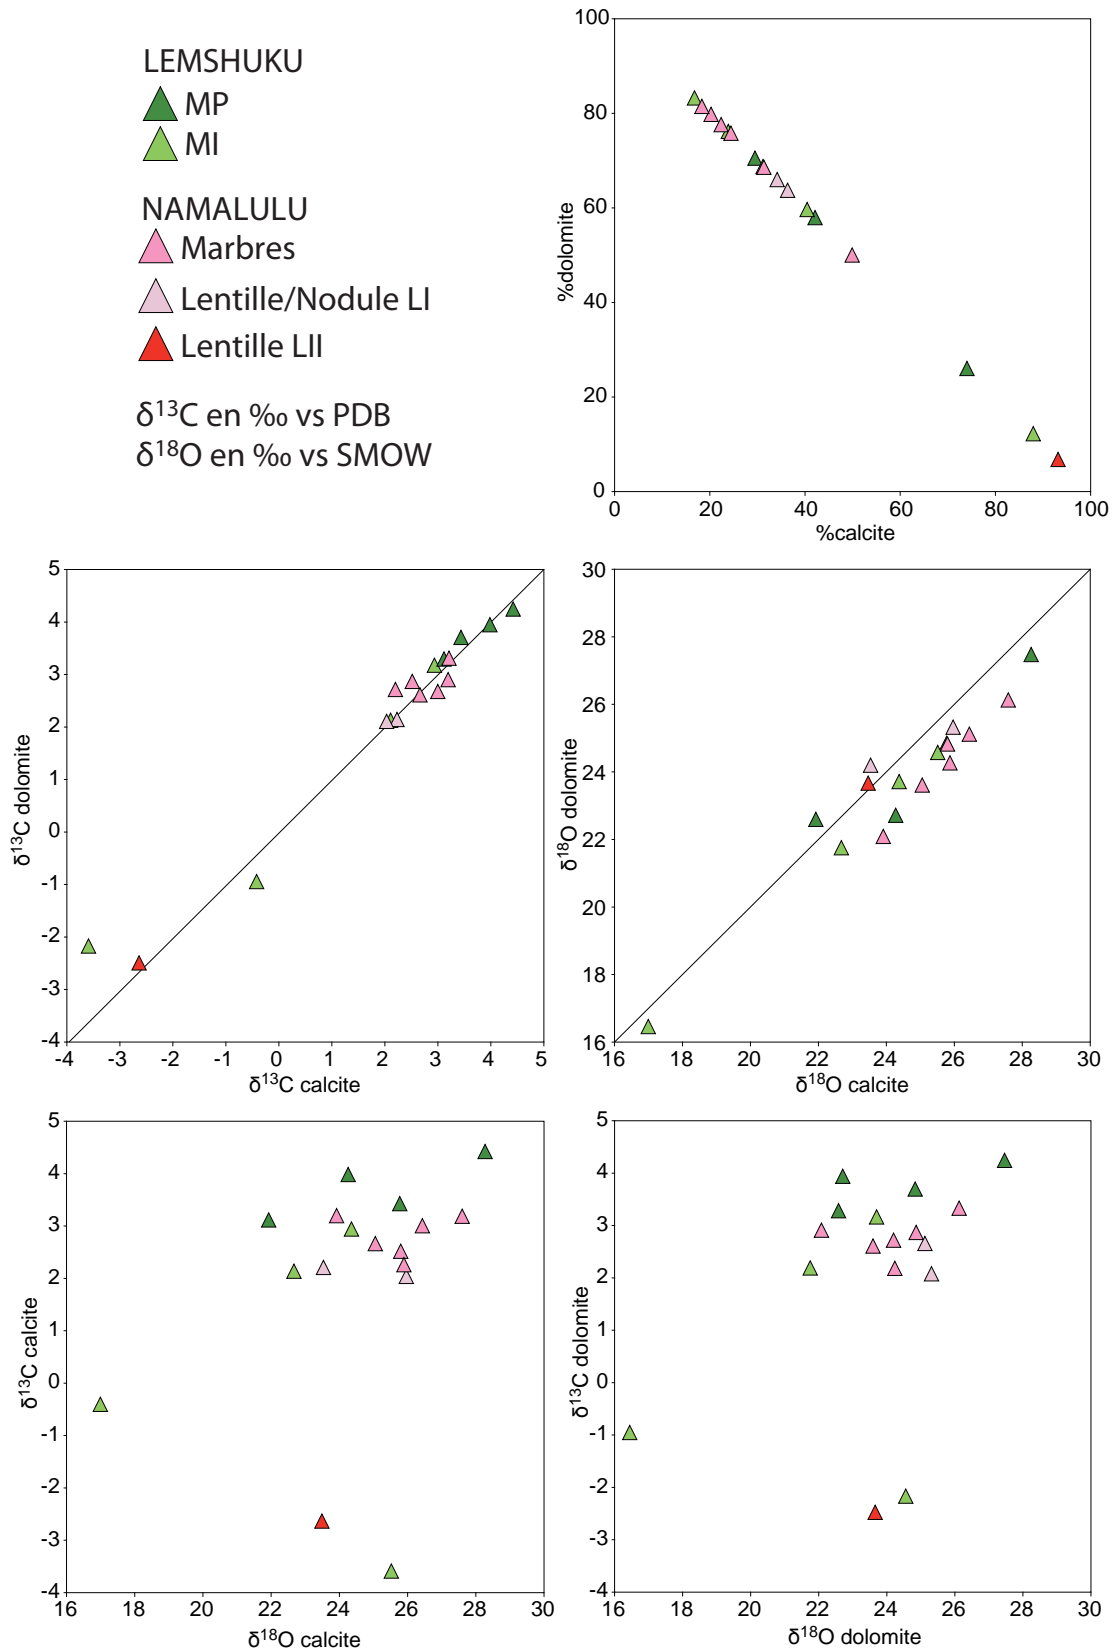 LEMSHUKU
MP
MI
NAMALULU
Marbres
Lentille/Nodule LI
Lentille LII
δ¹³C en ‰ vs PDB
δ¹⁸O en ‰ vs SMOW
100
80
60
40
20
0
%dolomite
0 20 40 60 80 100
%calcite
5
4
3
2
1
0
-1
-2
-3
-4
δ¹³C dolomite
-4 -3 -2 -1 0 1 2 3 4 5
δ¹³C calcite
30
28
26
24
22
20
18
16
δ¹⁸O dolomite
16 18 20 22 24 26 28 30
δ¹⁸O calcite
5
4
3
2
1
0
-1
-2
-3
-4
δ¹³C calcite
16 18 20 22 24 26 28 30
δ¹⁸O calcite
5
4
3
2
1
0
-1
-2
-3
-4
δ¹³C dolomite
16 18 20 22 24 26 28 30
δ¹⁸O dolomite